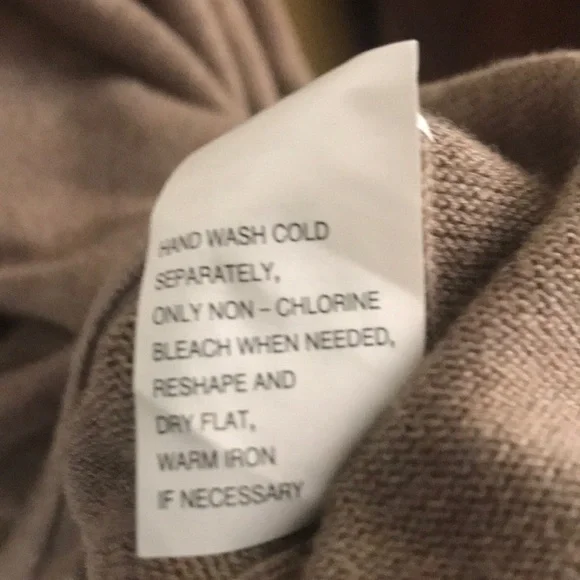 HAND WASH COLD
SEPARATELY,
ONLY NON – CHLORINE
BLEACH WHEN NEEDED,
RESHAPE AND
DRY FLAT,
WARM IRON
IF NECESSARY